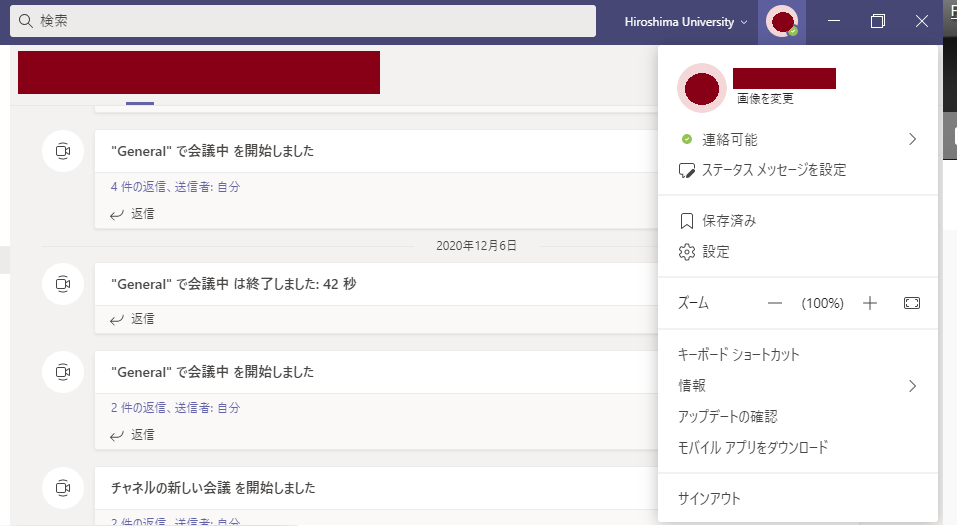 検索
Hiroshima University
画像を変更
連絡可能
ステータス メッセージを設定
保存済み
設定
ズーム
(100%)
キーボード ショートカット
情報
アップデートの確認
モバイル アプリをダウンロード
サインアウト
"General" で会議中 を開始しました
4 件の返信、送信者: 自分
返信
2020年12月6日
"General" で会議中 は終了しました: 42 秒
返信
"General" で会議中 を開始しました
2 件の返信、送信者: 自分
返信
チャネルの新しい会議 を開始しました
2 件の返信、送信者: 自分